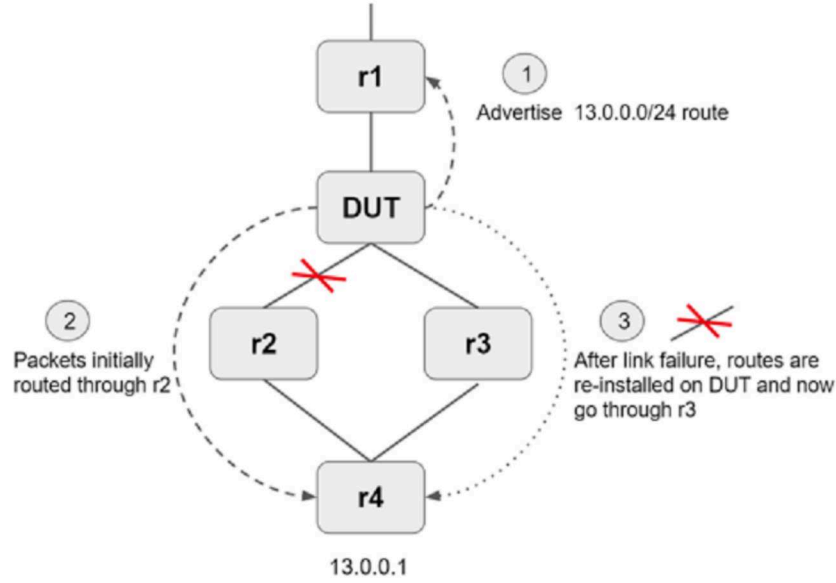 r1
1
Advertise 13.0.0.0/24 route
DUT
2
Packets initially
routed through r2
r2
r3
3
After link failure, routes are
re-installed on DUT and now
go through r3
r4
13.0.0.1